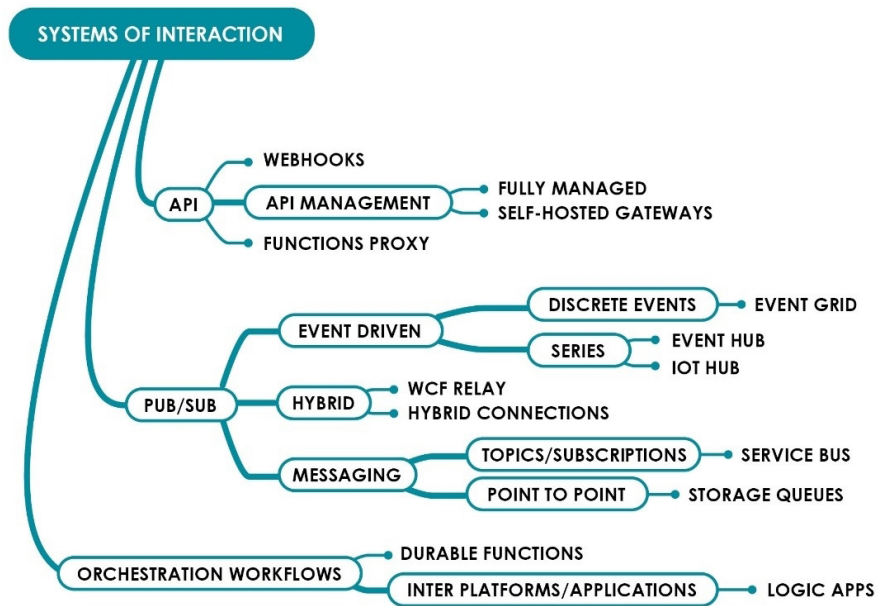 SYSTEMS OF INTERACTION
WEBHOOKS
API
API MANAGEMENT
FULLY MANAGED
SELF-HOSTED GATEWAYS
FUNCTIONS PROXY
DISCRETE EVENTS
EVENT GRID
EVENT DRIVEN
SERIES
EVENT HUB
IOT HUB
PUB/SUB
HYBRID
WCF RELAY
HYBRID CONNECTIONS
MESSAGING
TOPICS/SUBSCRIPTIONS
SERVICE BUS
POINT TO POINT
STORAGE QUEUES
ORCHESTRATION WORKFLOWS
DURABLE FUNCTIONS
INTER PLATFORMS/APPLICATIONS
LOGIC APPS